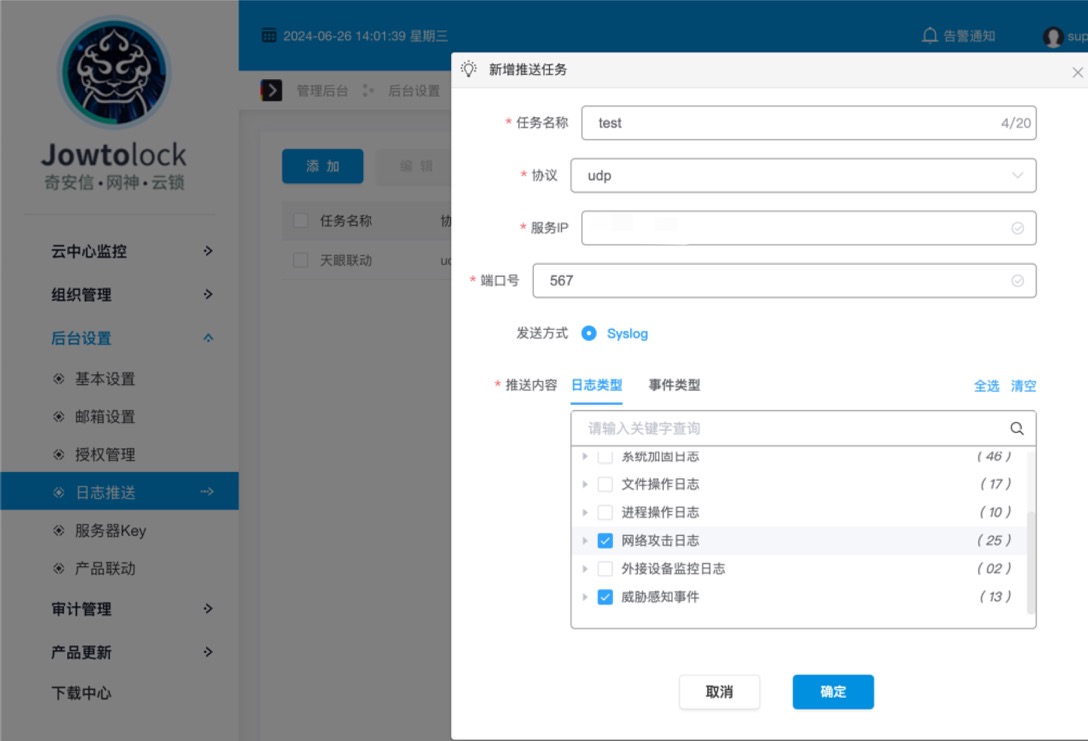 2024-06-26 14:01:39 星期三
告警通知
sup
Jowtolock
奇安信·网神·云锁
云中心监控
组织管理
后台设置
基本设置
邮箱设置
授权管理
日志推送
服务器Key
产品联动
审计管理
产品更新
下载中心
管理后台 后台设置
添 加 编 辑
任务名称 协
天眼联动 ud
新增推送任务
* 任务名称 test 4/20
* 协议 udp
* 服务IP
* 端口号 567
发送方式 Syslog
* 推送内容 日志类型 事件类型 全选 清空
请输入关键字查询
系统加固日志 ( 46 )
文件操作日志 ( 17 )
进程操作日志 ( 10 )
网络攻击日志 ( 25 )
外接设备监控日志 ( 02 )
威胁感知事件 ( 13 )
取消 确定